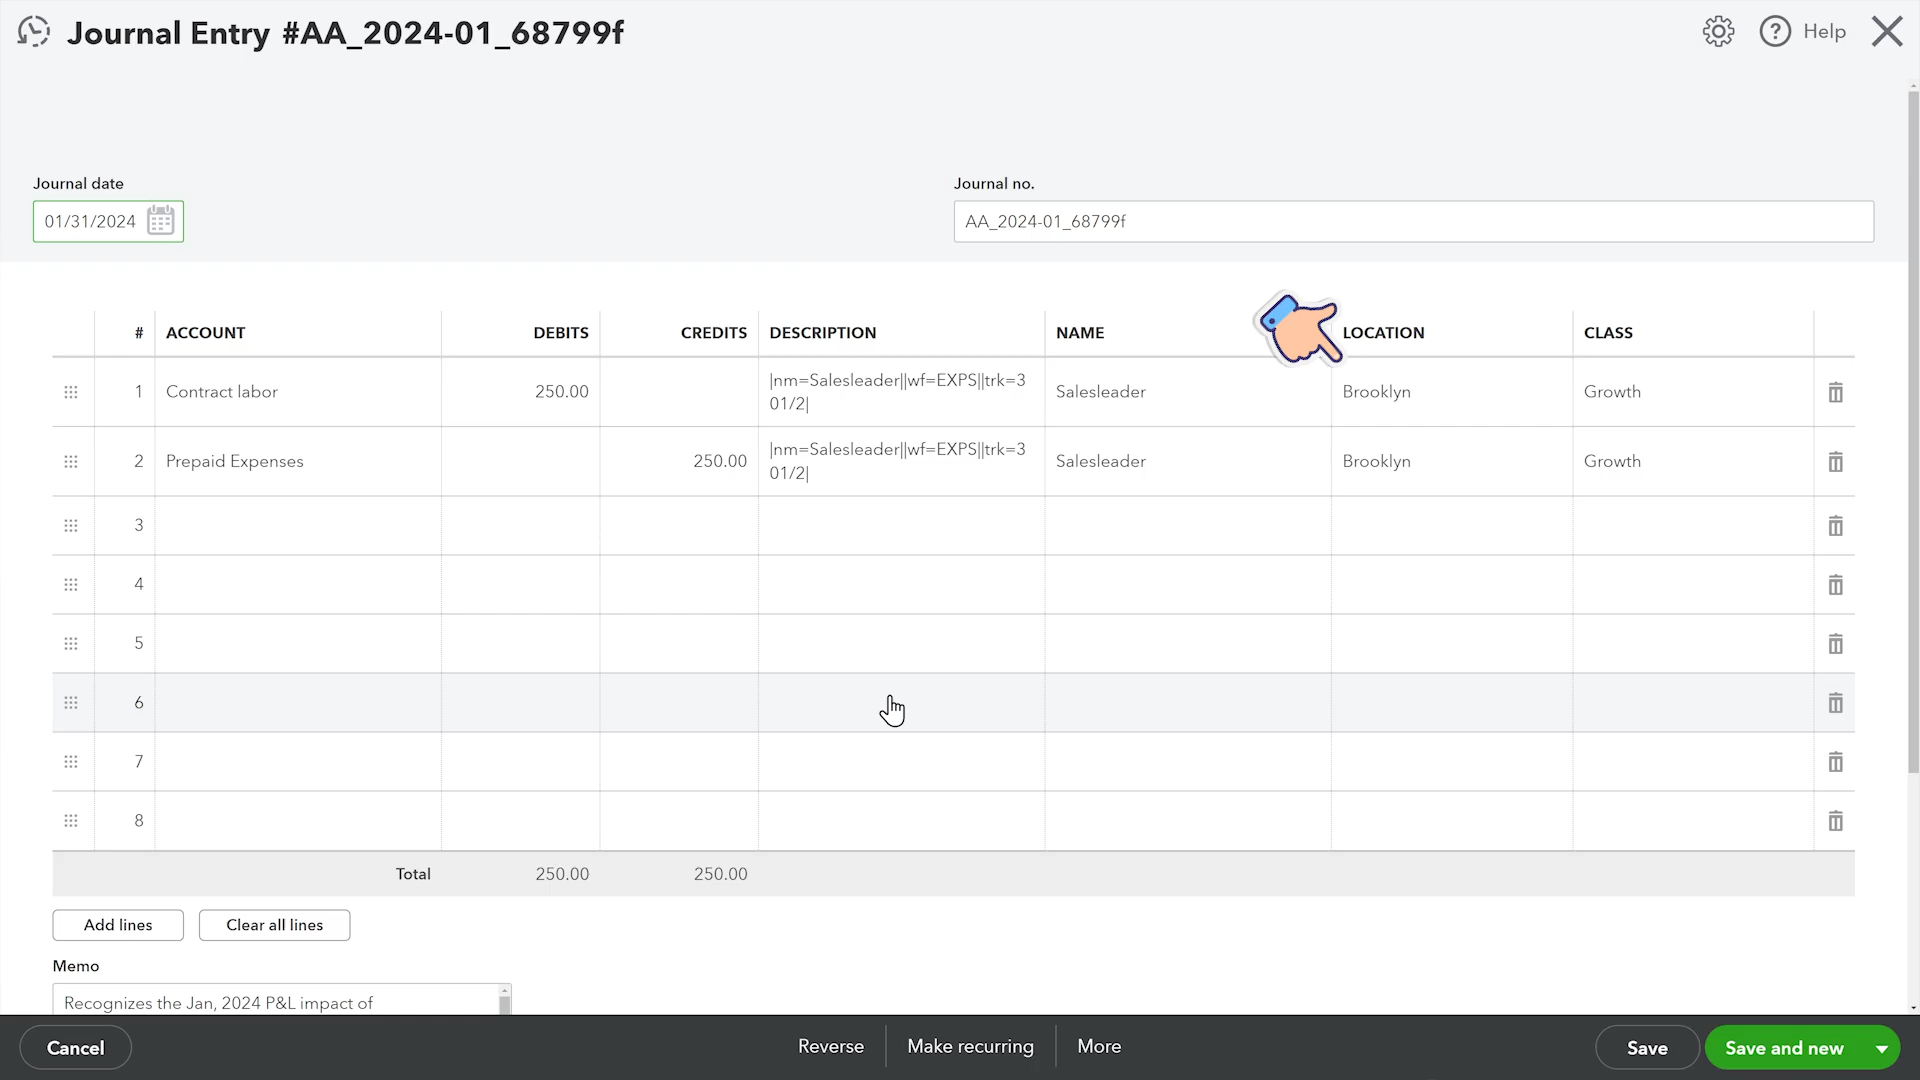 Journal Entry #AA_2024-01_68799f
Help
Journal date
Journal no.
01/31/2024
AA_2024-01_68799f
# ACCOUNT DEBITS CREDITS DESCRIPTION NAME LOCATION CLASS
1 Contract labor 250.00 |nm=Salesleader||wf=EXPS||trk=3 Salesleader Brooklyn Growth
01/2|
2 Prepaid Expenses 250.00 |nm=Salesleader||wf=EXPS||trk=3 Salesleader Brooklyn Growth
01/2|
3
4
5
6
7
8
Total 250.00 250.00
Add lines Clear all lines
Memo
Recognizes the Jan, 2024 P&L impact of
Cancel Reverse Make recurring More Save Save and new